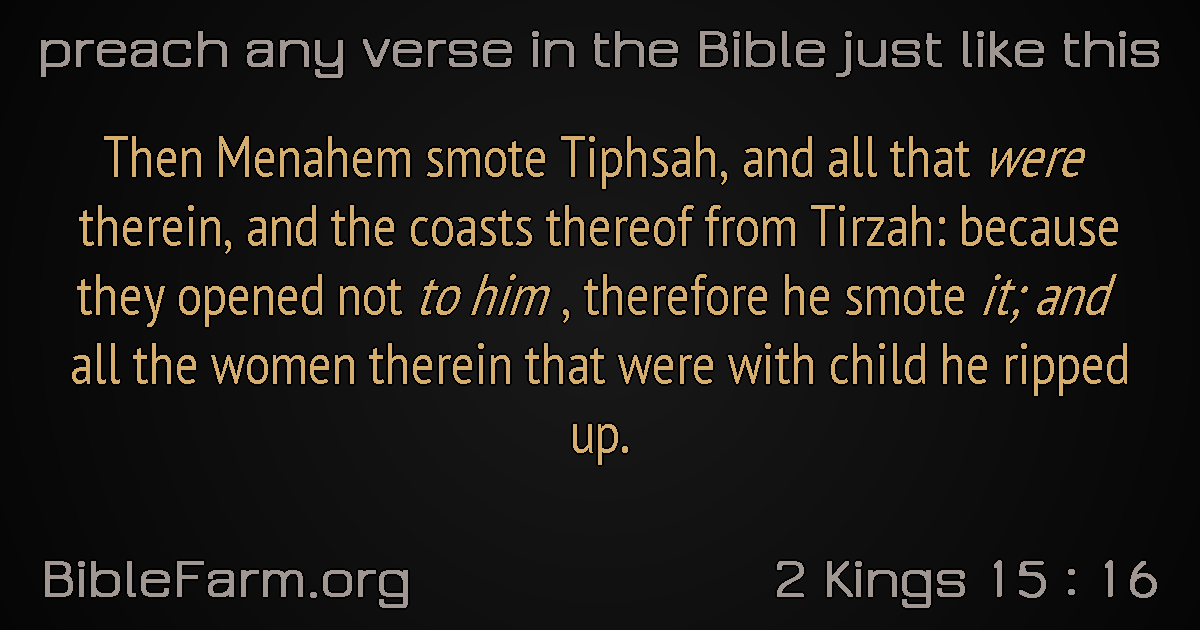 preach any verse in the Bible just like this
Then Menahem smote Tiphsah, and all that were
therein, and the coasts thereof from Tirzah: because
they opened not to him , therefore he smote it; and
all the women therein that were with child he ripped
up.
BibleFarm.org
2 Kings 15 : 16